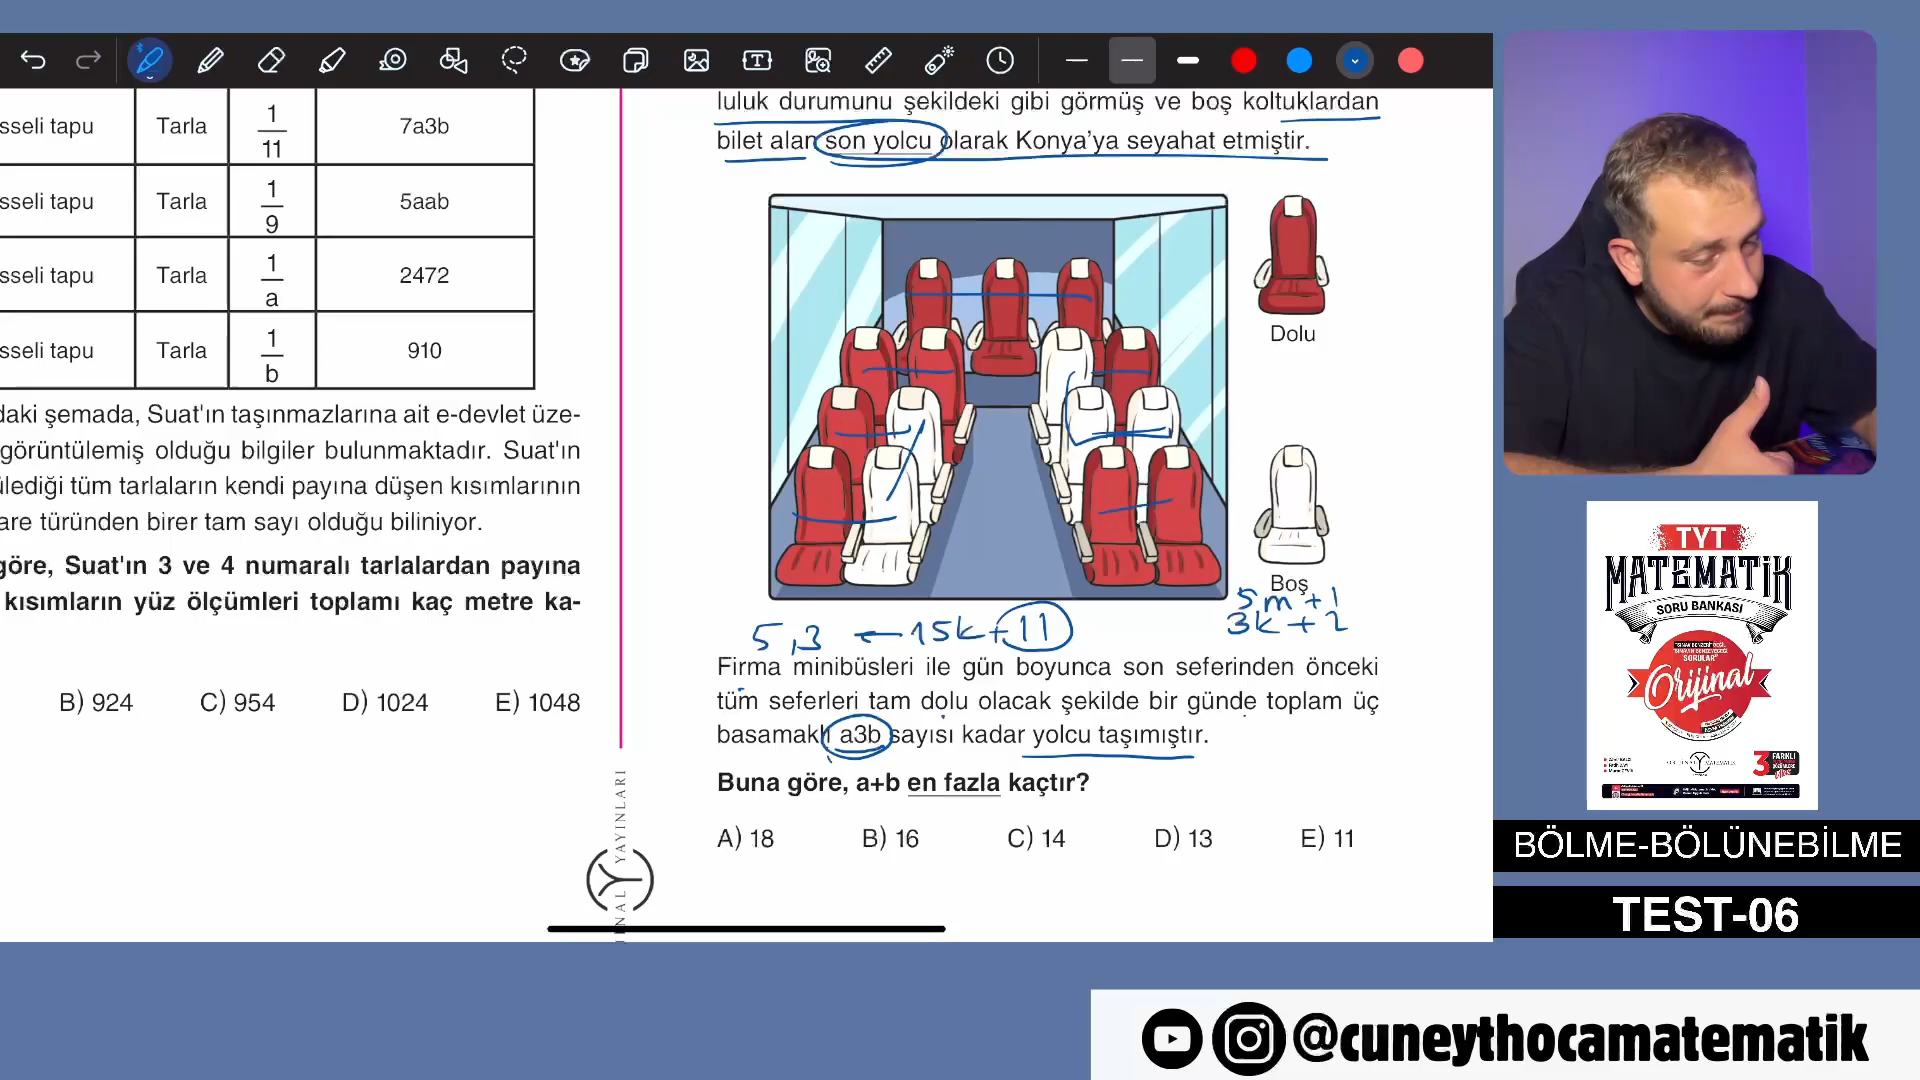 sseli tapu Tarla 1/11 7a3b
sseli tapu Tarla 1/9 5aab
sseli tapu Tarla 1/a 2472
sseli tapu Tarla 1/b 910
daki şemada, Suat'ın taşınmazlarına ait e-devlet üze-
görüntülemiş olduğu bilgiler bulunmaktadır. Suat'ın
ülediği tüm tarlaların kendi payına düşen kısımlarının
are türünden birer tam sayı olduğu biliniyor.
göre, Suat'ın 3 ve 4 numaralı tarlalardan payına
kısımların yüz ölçümleri toplamı kaç metre ka-
B) 924 C) 954 D) 1024 E) 1048
luluk durumunu şekildeki gibi görmüş ve boş koltuklardan
bilet alan son yolcu olarak Konya'ya seyahat etmiştir.
Dolu
Boş
5m+1
3k+2
5,3 ← 15k+11
Firma minibüsleri ile gün boyunca son seferinden önceki
tüm seferleri tam dolu olacak şekilde bir günde toplam üç
basamaklı a3b sayısı kadar yolcu taşımıştır.
Buna göre, a+b en fazla kaçtır?
A) 18 B) 16 C) 14 D) 13 E) 11
YAYINLARI
TYT
MATEMATİK
SORU BANKASI
Orijinal
3 FARKLI
BÖLME-BÖLÜNEBİLME
TEST-06
@cuneythocamatematik